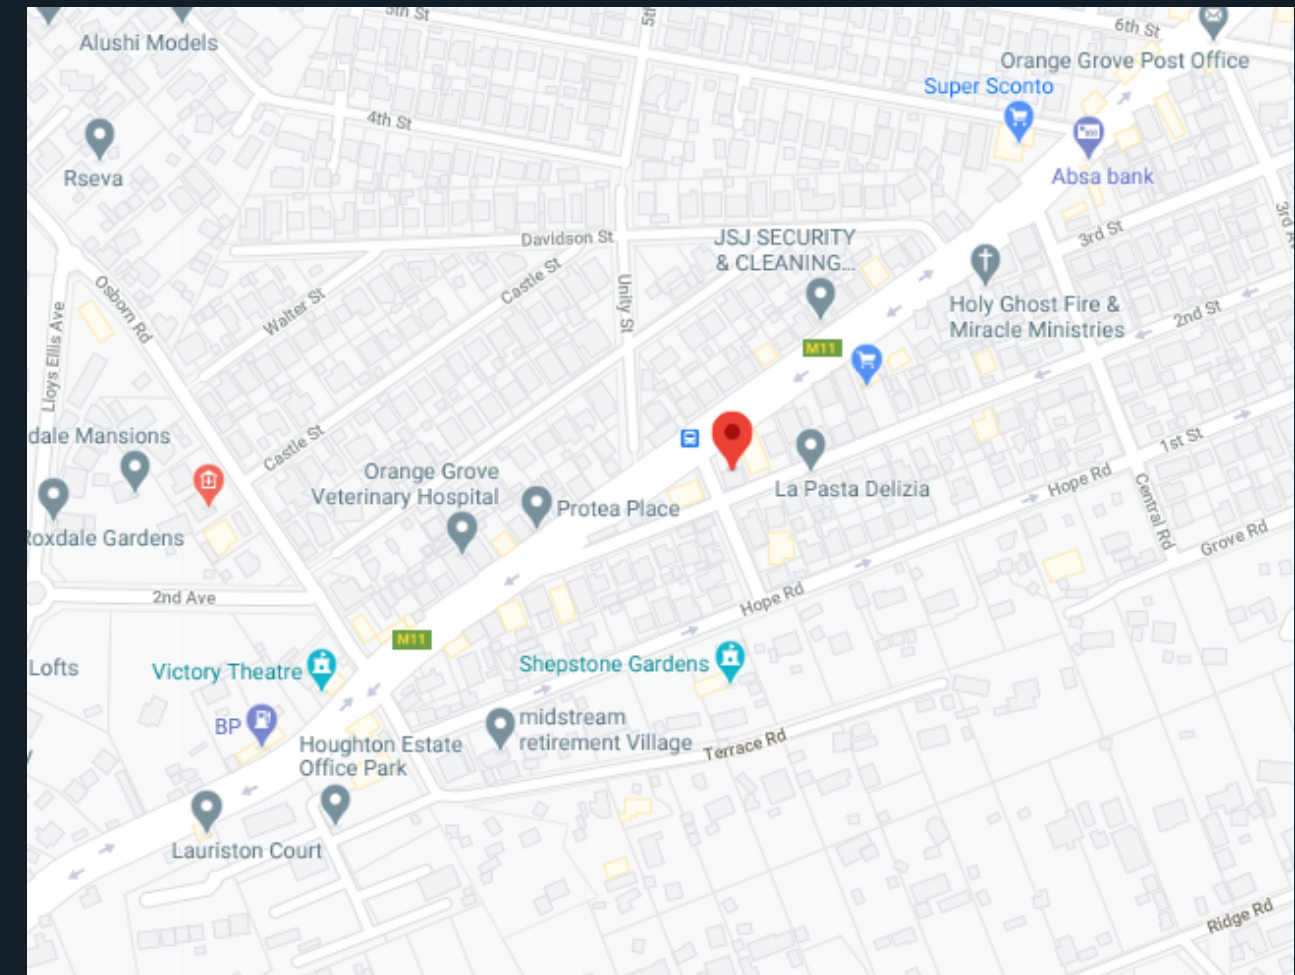 5th St
5t
6th St
Alushi Models
Orange Grove Post Office
Super Sconto
4th St
Rseva
Absa bank
3rd St
3rd A
Davidson St
JSJ SECURITY
& CLEANING...
Castle St
Unity St
Walter St
Osborn Rd
Lloys Ellis Ave
Holy Ghost Fire &
Miracle Ministries
2nd St
M11
dale Mansions
Castle St
1st St
Orange Grove
Veterinary Hospital
Protea Place
La Pasta Delizia
Hope Rd
Central Rd
Grove Rd
Roxdale Gardens
2nd Ave
Hope Rd
M11
Lofts
Victory Theatre
Shepstone Gardens
BP
midstream
retirement Village
Houghton Estate
Office Park
Terrace Rd
Lauriston Court
Ridge Rd